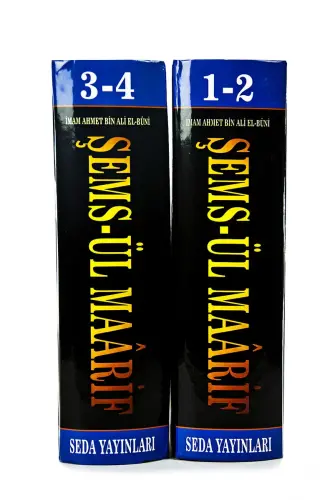 3-4
İMAM AHMET BİN ALİ EL-BÛNİ
ŞEMS-ÜL MAÂRİF
SEDA YAYINLARI
1-2
İMAM AHMET BİN ALİ EL-BÛNİ
ŞEMS-ÜL MAÂRİF
SEDA YAYINLARI